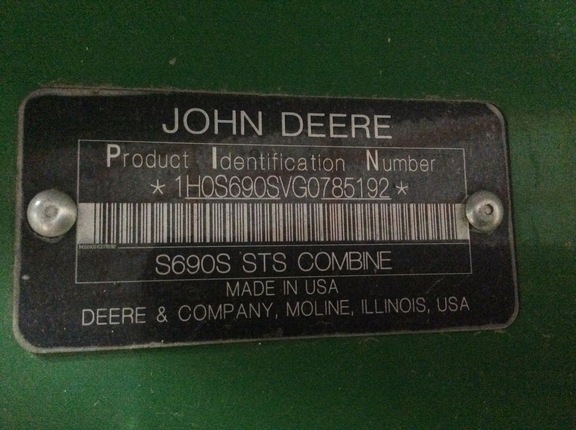 JOHN DEERE
Product Identification Number
*1H0S690SVG0785192*
S690S STS COMBINE
MADE IN USA
DEERE & COMPANY, MOLINE, ILLINOIS, USA